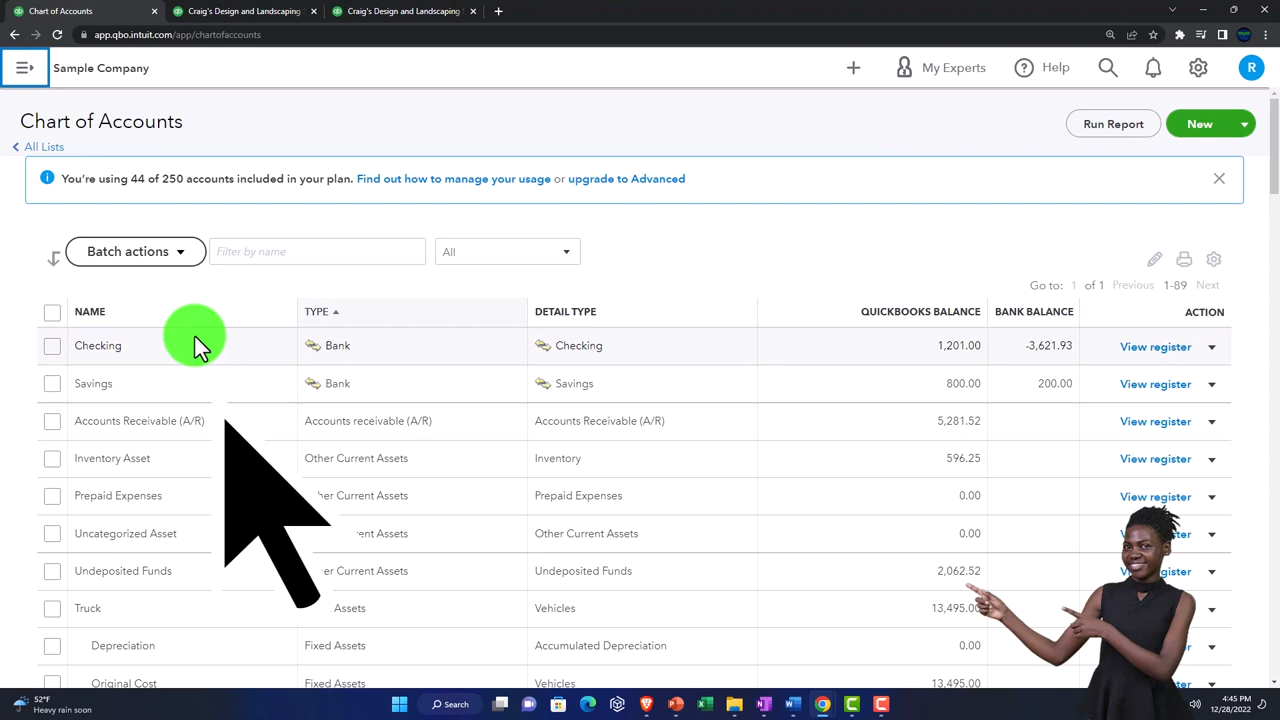 Chart of Accounts
Craig's Design and Landscaping
Craig's Design and Landscaping
app.qbo.intuit.com/app/chartofaccounts
Sample Company
My Experts
Help
R
Chart of Accounts
Run Report
New
All Lists
You're using 44 of 250 accounts included in your plan. Find out how to manage your usage or upgrade to Advanced
Batch actions
Filter by name
All
Go to: 1 of 1 Previous 1-89 Next
NAME TYPE DETAIL TYPE QUICKBOOKS BALANCE BANK BALANCE ACTION
Checking Bank Checking 1,201.00 -3,621.93 View register
Savings Bank Savings 800.00 200.00 View register
Accounts Receivable (A/R) Accounts receivable (A/R) Accounts Receivable (A/R) 5,281.52 View register
Inventory Asset Other Current Assets Inventory 596.25 View register
Prepaid Expenses Current Assets Prepaid Expenses 0.00 View register
Uncategorized Asset Assets Other Current Assets 0.00
Undeposited Funds Current Assets Undeposited Funds 2,062.52
Truck Assets Vehicles 13,495.00
Depreciation Fixed Assets Accumulated Depreciation 0.00
Original Cost Fixed Assets Vehicles 13,495.00
52°F
Heavy rain soon
Search
4:45 PM
12/28/2022